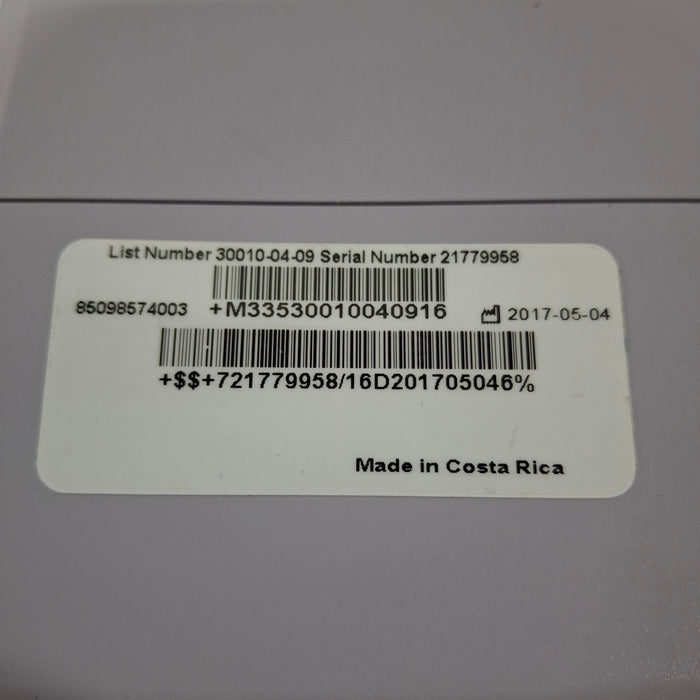 List Number 30010-04-09 Serial Number 21779958
85098574003 +M33530010040916 2017-05-04
+$$+721779958/16D201705046%
Made in Costa Rica